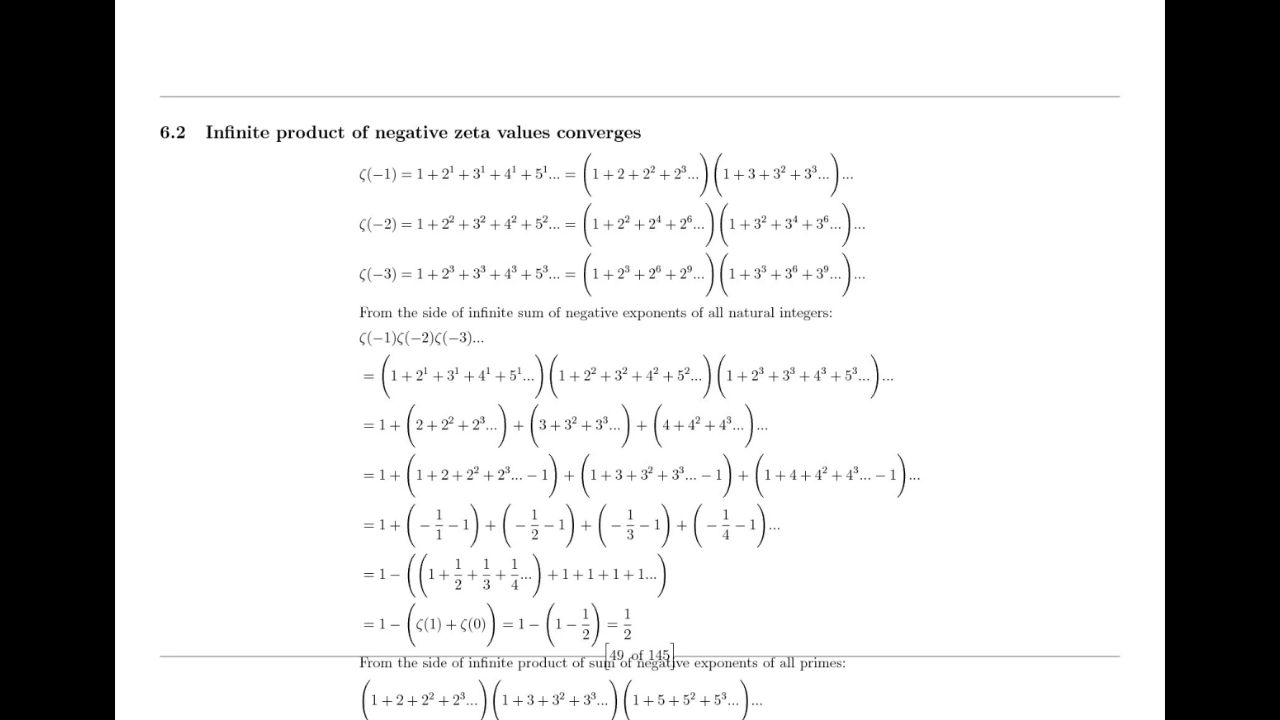 6.2 Infinite product of negative zeta values converges
ζ(−1) = 1 + 2¹ + 3¹ + 4¹ + 5¹... = (1 + 2 + 2² + 2³...)(1 + 3 + 3² + 3³...)...
ζ(−2) = 1 + 2² + 3² + 4² + 5²... = (1 + 2² + 2⁴ + 2⁶...)(1 + 3² + 3⁴ + 3⁶...)...
ζ(−3) = 1 + 2³ + 3³ + 4³ + 5³... = (1 + 2³ + 2⁶ + 2⁹...)(1 + 3³ + 3⁶ + 3⁹...)...
From the side of infinite sum of negative exponents of all natural integers:
ζ(−1)ζ(−2)ζ(−3)...
= (1 + 2¹ + 3¹ + 4¹ + 5¹...)(1 + 2² + 3² + 4² + 5²...)(1 + 2³ + 3³ + 4³ + 5³...)...
= 1 + (2 + 2² + 2³...) + (3 + 3² + 3³...) + (4 + 4² + 4³...)...
= 1 + (1 + 2 + 2² + 2³... − 1) + (1 + 3 + 3² + 3³... − 1) + (1 + 4 + 4² + 4³... − 1)...
= 1 + (−1/1 − 1) + (−1/2 − 1) + (−1/3 − 1) + (−1/4 − 1)...
= 1 − ((1 + 1/2 + 1/3 + 1/4...) + 1 + 1 + 1 + 1...)
= 1 − (ζ(1) + ζ(0)) = 1 − (1 − 1/2) = 1/2
[49 of 145]
From the side of infinite product of sum of negative exponents of all primes:
(1 + 2 + 2² + 2³...)(1 + 3 + 3² + 3³...)(1 + 5 + 5² + 5³...)...